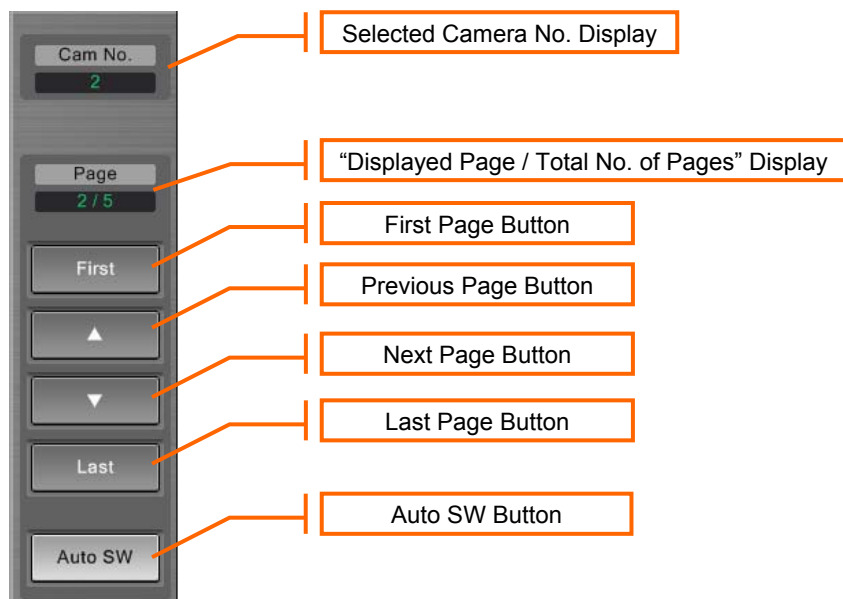 Cam No.
2
Selected Camera No. Display
Page
2 / 5
“Displayed Page / Total No. of Pages” Display
First
First Page Button
▲
Previous Page Button
▼
Next Page Button
Last
Last Page Button
Auto SW
Auto SW Button